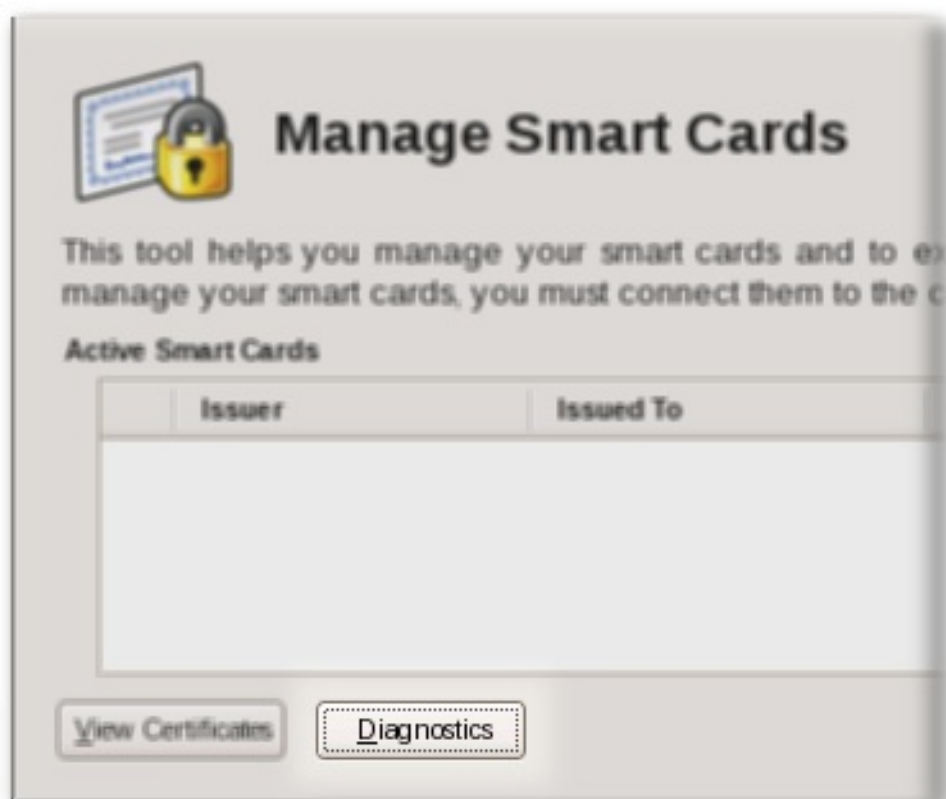 Manage Smart Cards
This tool helps you manage your smart cards and to
manage your smart cards, you must connect them to the
Active Smart Cards
Issuer Issued To
View Certificates Diagnostics